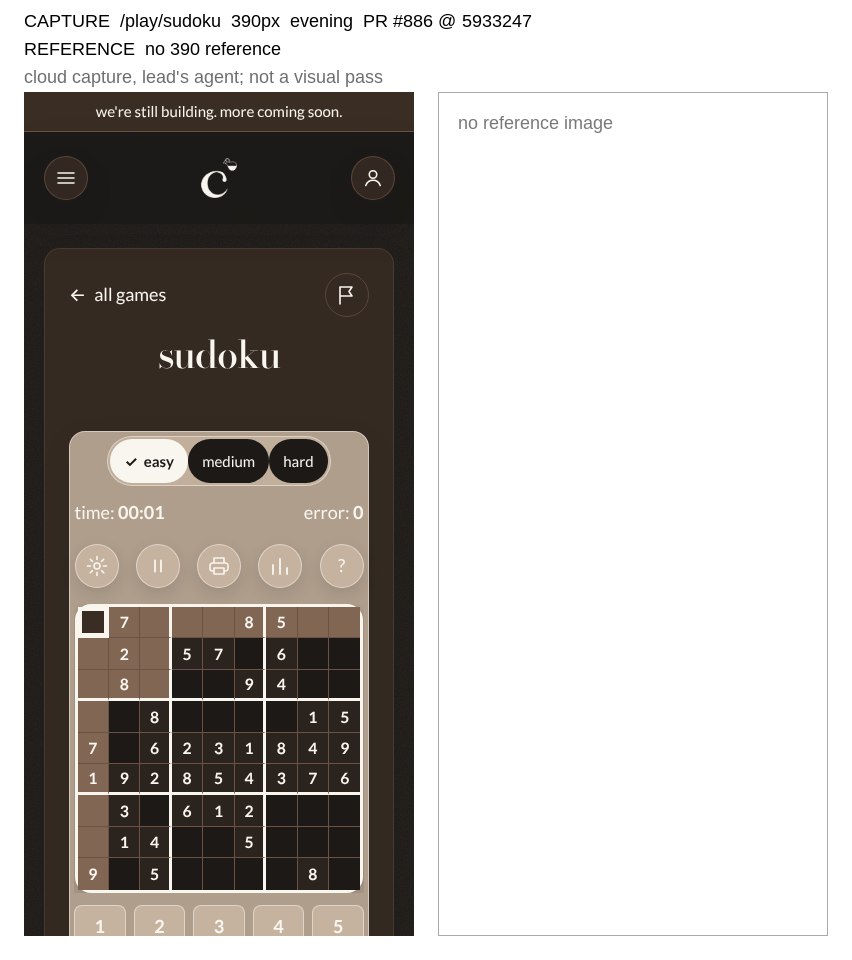 CAPTURE /play/sudoku 390px evening PR #886 @ 5933247
REFERENCE no 390 reference
cloud capture, lead's agent; not a visual pass
we're still building. more coming soon.
no reference image
c
← all games
sudoku
✓ easy medium hard
time: 00:01 error: 0
?
7 8 5
2 5 7 6
8 9 4
8 1 5
7 6 2 3 1 8 4 9
1 9 2 8 5 4 3 7 6
3 6 1 2
1 4 5
9 5 8
1 2 3 4 5